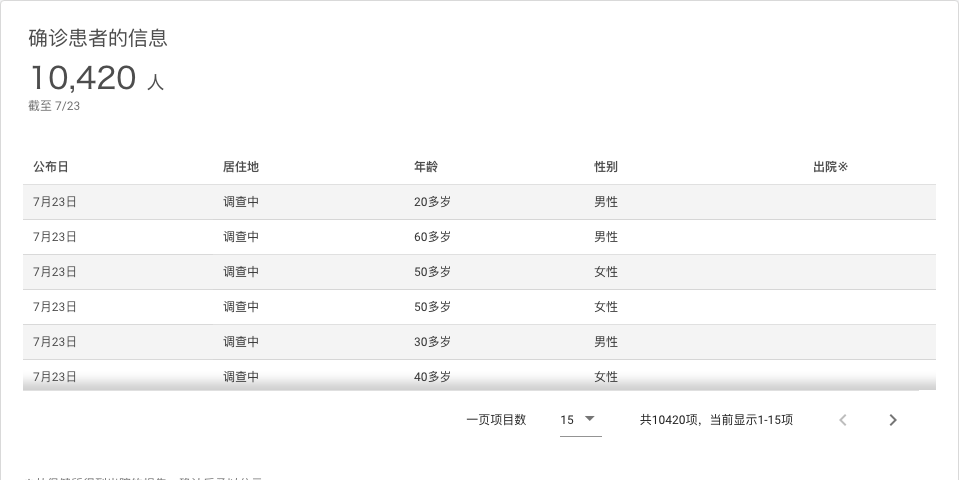 确诊患者的信息
10,420 人
截至 7/23
公布日 居住地 年龄 性别 出院※
7月23日 调查中 20多岁 男性
7月23日 调查中 60多岁 男性
7月23日 调查中 50多岁 女性
7月23日 调查中 50多岁 女性
7月23日 调查中 30多岁 男性
7月23日 调查中 40多岁 女性
一页项目数 15 共10420项，当前显示1-15项